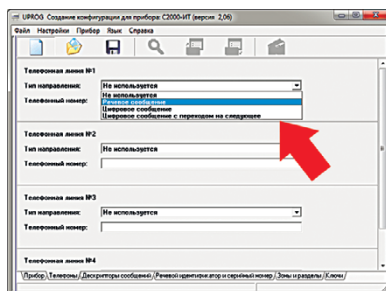 UPROG Создание конфигурации для прибора: С2000-ИТ (версия 2,06)
Файл Настройки Прибор Язык Справка
Телефонная линия №1
Тип направления: Не используется
Не используется
Телефонный номер: Речевое сообщение
Цифровое сообщение
Цифровое сообщение с переходом на следующее
Телефонная линия №2
Тип направления: Не используется
Телефонный номер:
Телефонная линия №3
Тип направления: Не используется
Телефонный номер:
Телефонная линия №4
Прибор Телефоны Дескрипторы сообщений Речевой идентификатор и серийный номер Зоны и разделы Ключи